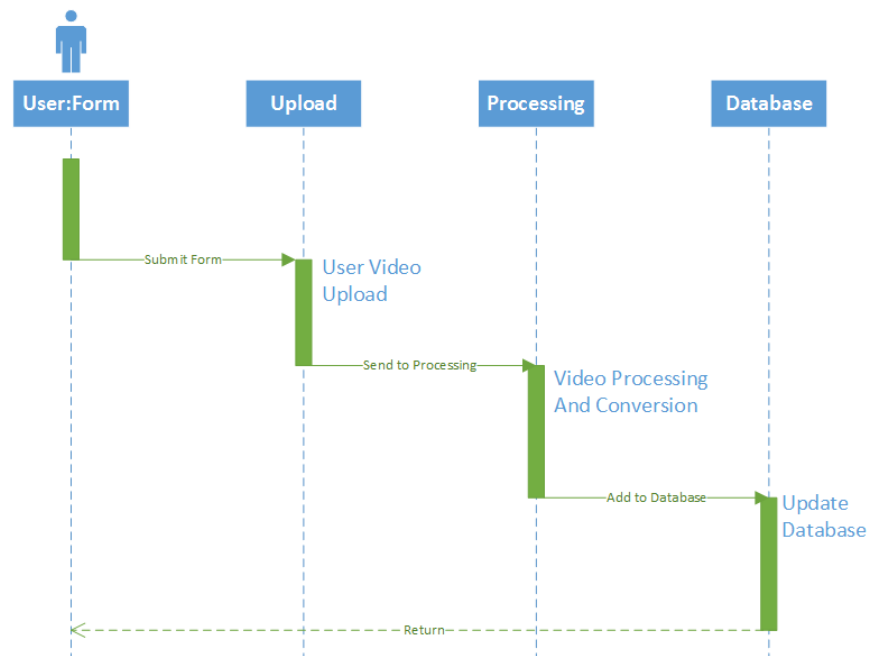 User:Form
Upload
Processing
Database
Submit Form
User Video
Upload
Send to Processing
Video Processing
And Conversion
Add to Database
Update
Database
Return